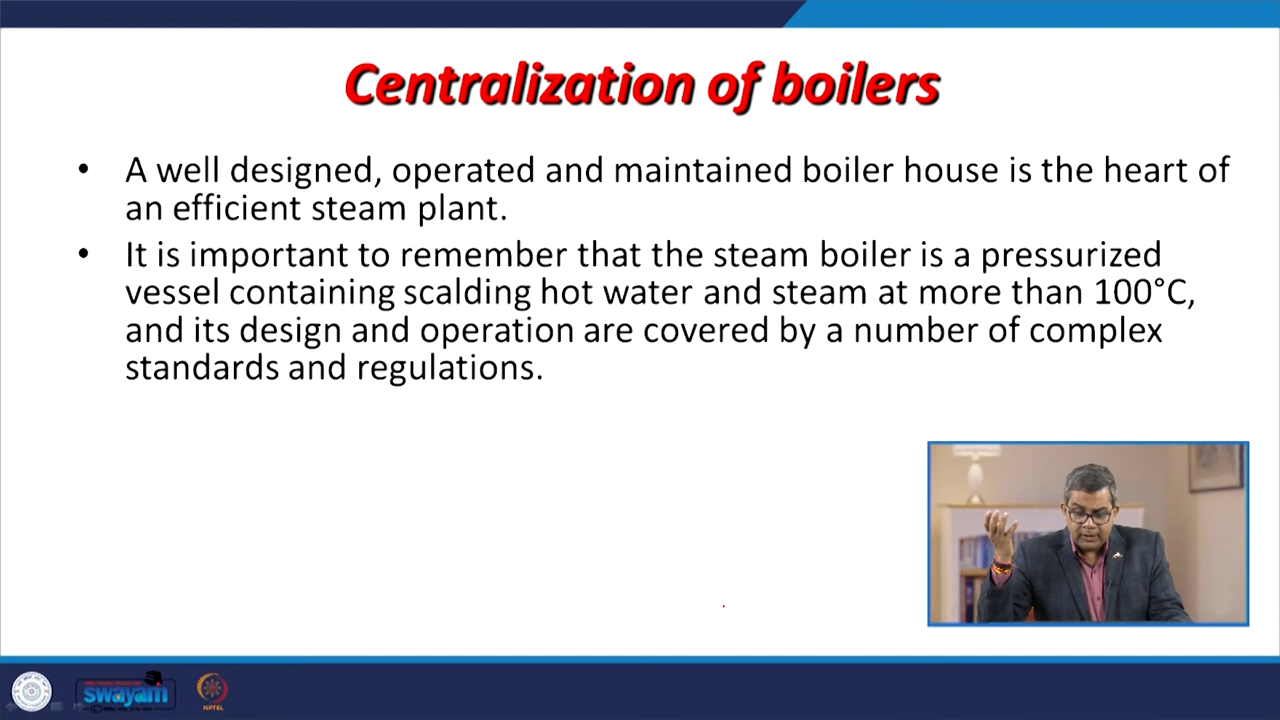 Centralization of boilers
• A well designed, operated and maintained boiler house is the heart of
an efficient steam plant.
• It is important to remember that the steam boiler is a pressurized
vessel containing scalding hot water and steam at more than 100°C,
and its design and operation are covered by a number of complex
standards and regulations.
swayam
NPTEL